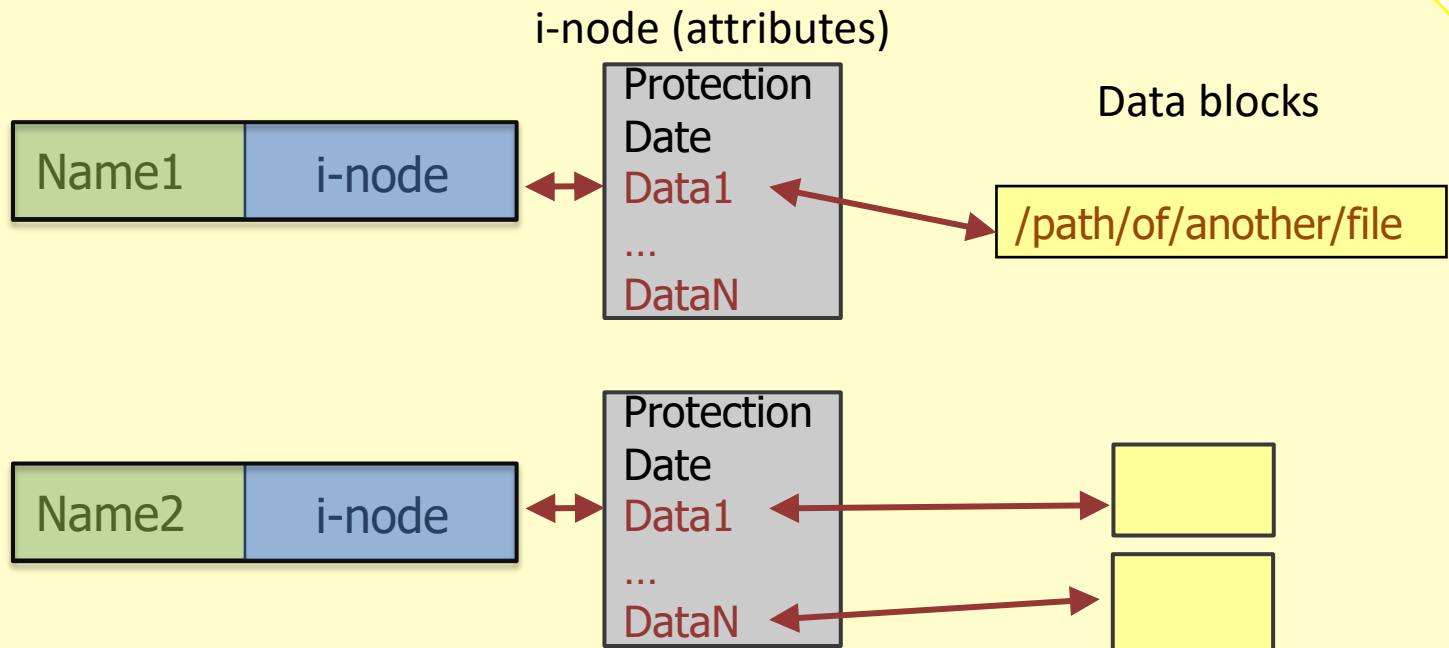 i-node (attributes)
Data blocks
Name1 i-node
Protection
Date
Data1
...
DataN
/path/of/another/file
Name2 i-node
Protection
Date
Data1
...
DataN